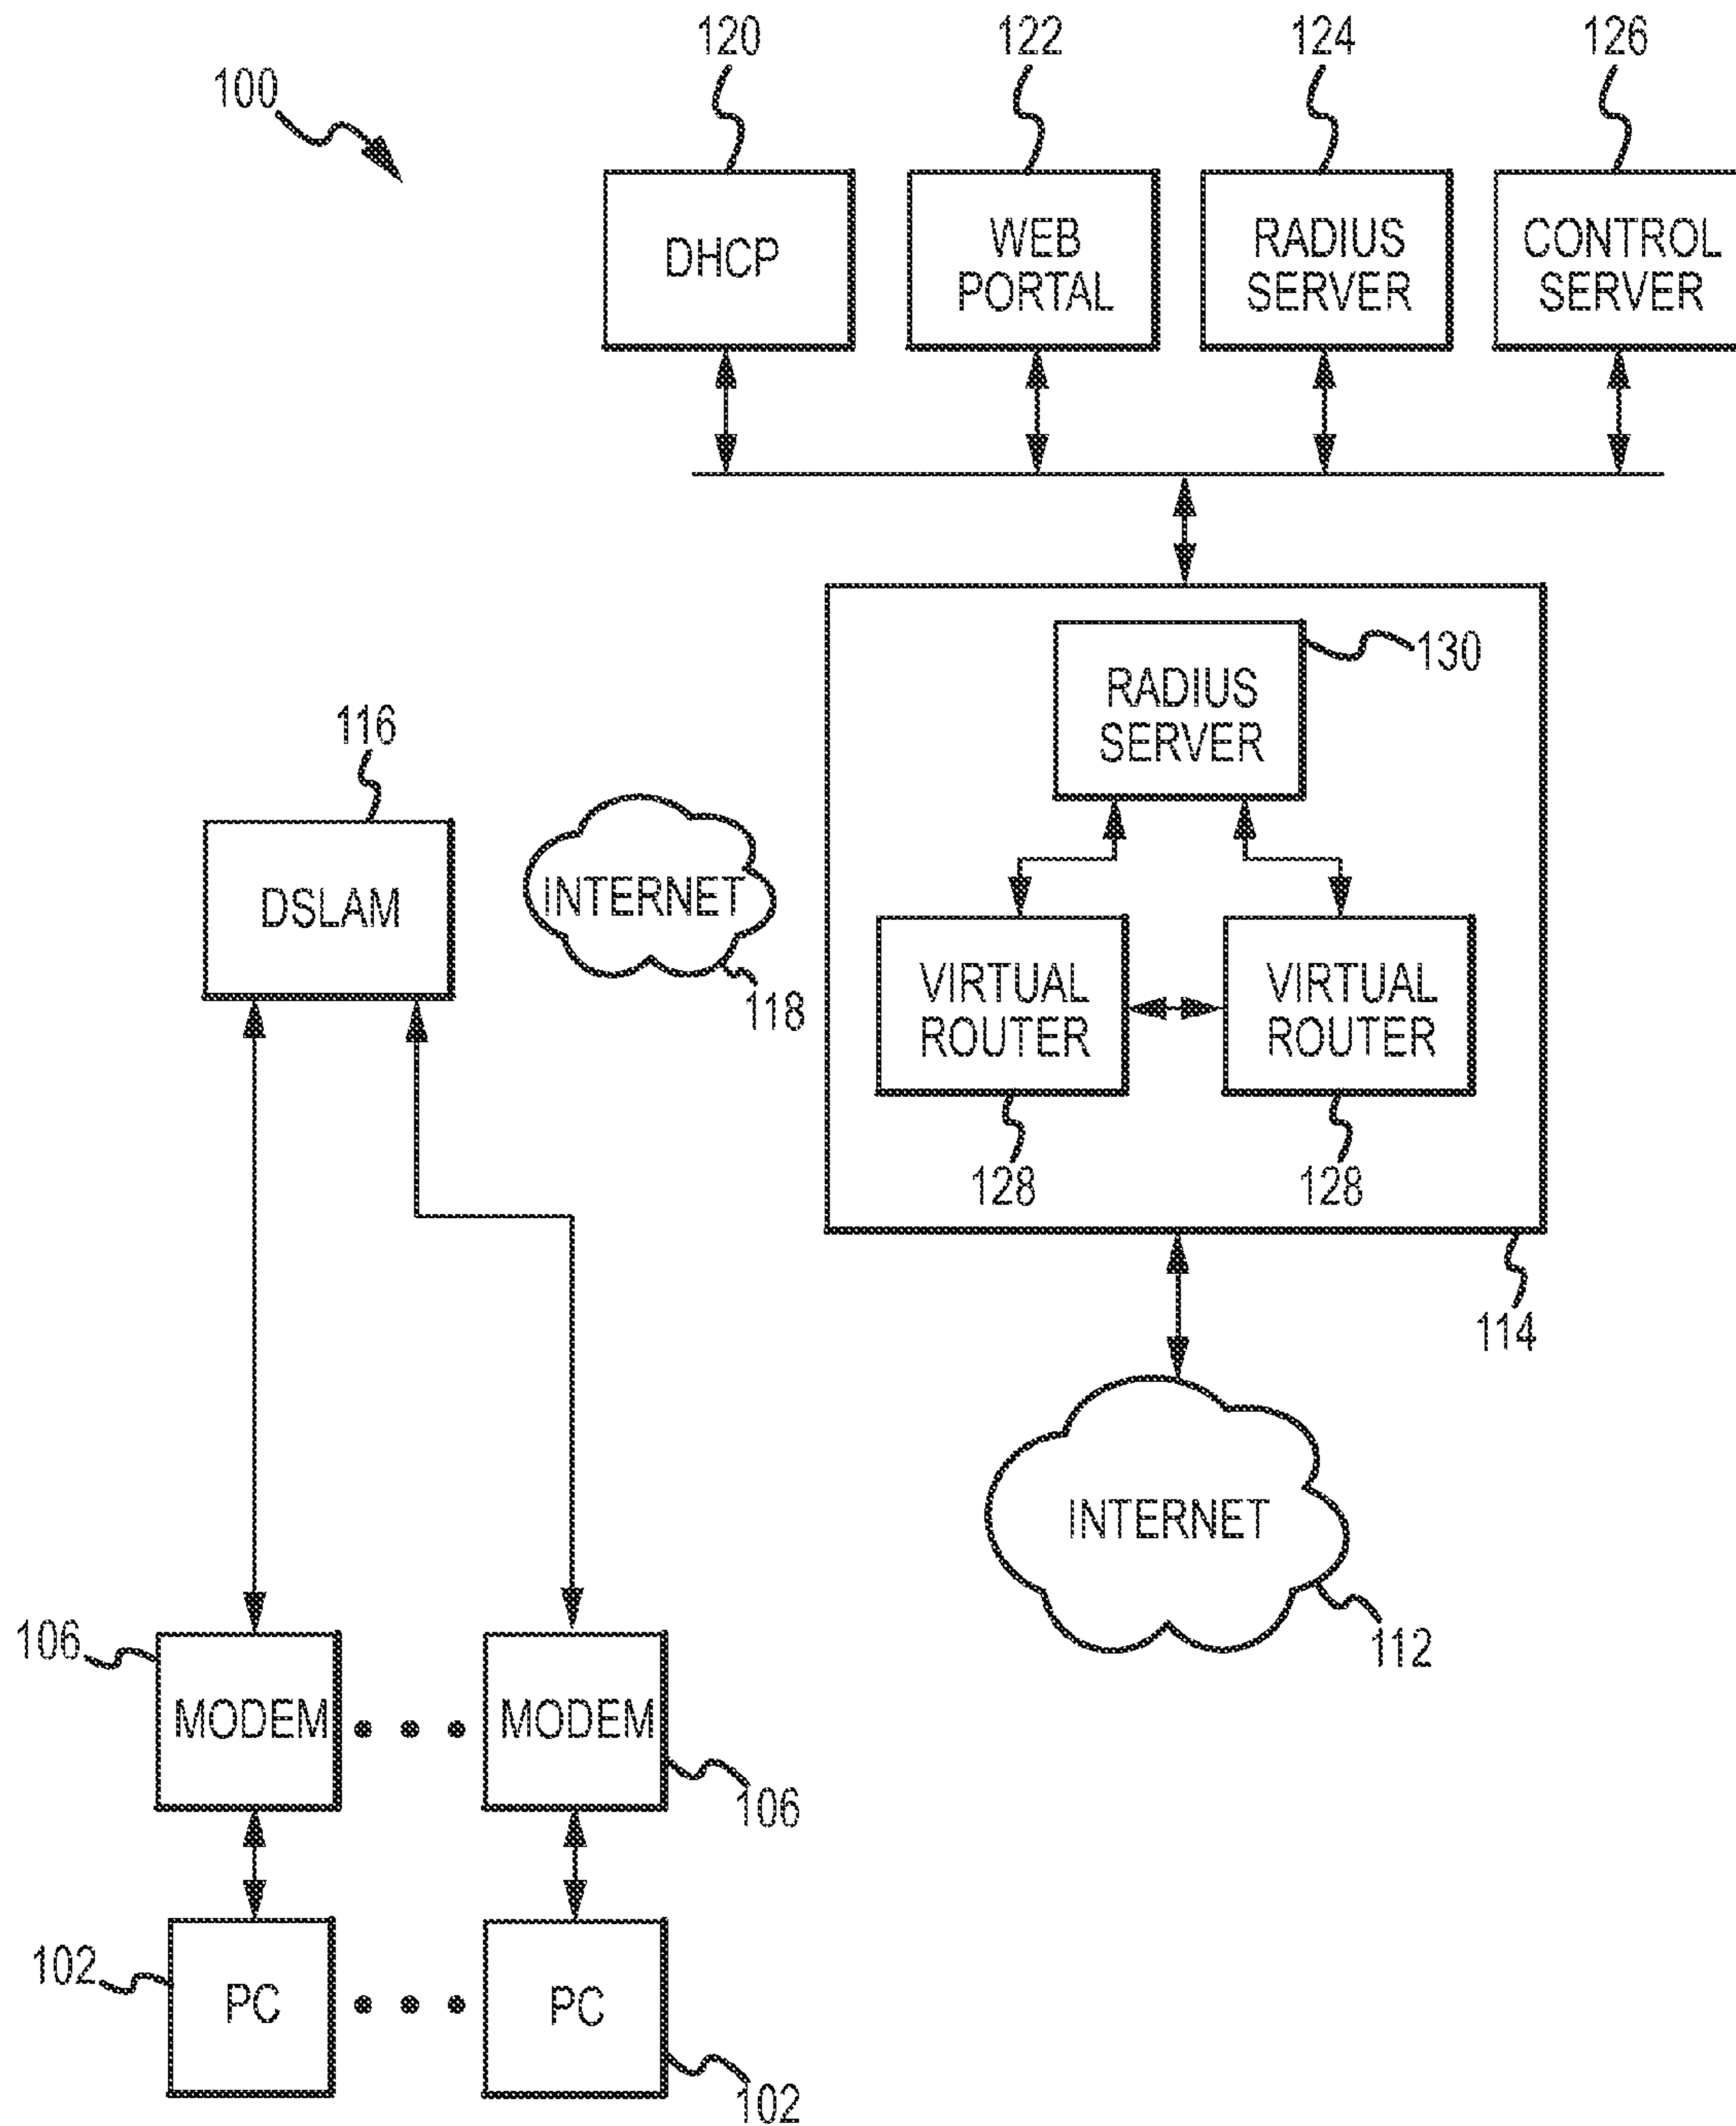 120
122
124
126
100
DHCP
WEB
PORTAL
RADIUS
SERVER
CONTROL
SERVER
130
RADIUS
SERVER
116
DSLAM
INTERNET
118
VIRTUAL
ROUTER
VIRTUAL
ROUTER
128
128
114
INTERNET
112
106
MODEM
MODEM
106
102
PC
PC
102